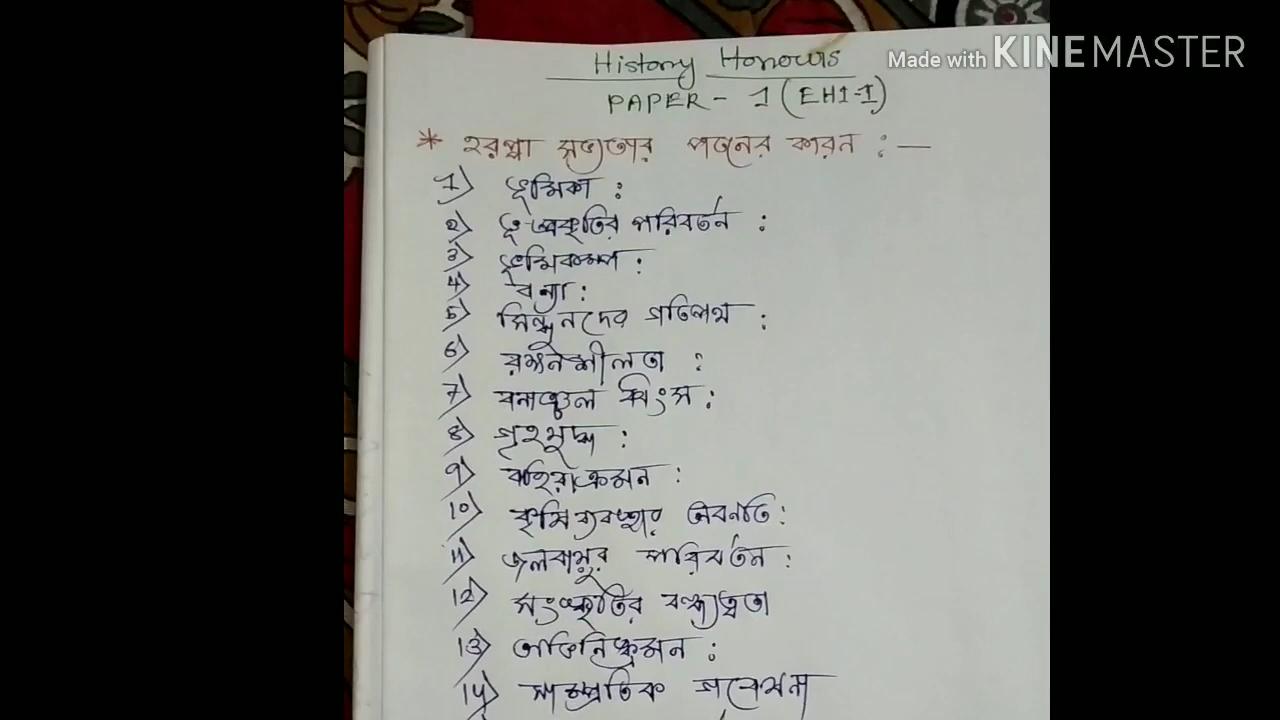 Made with KINEMASTER
History Honours
PAPER - 1 (EH1-I)
* হরপ্পা সভ্যতার পতনের কারন : —
1) ভূমিকা :
2) ভূ-প্রকৃতির পরিবর্তন :
3) ভূমিকম্প :
4) বন্যা :
5) সিন্ধুনদের গতিপথ :
6) রক্ষনশীলতা :
7) বনাঞ্চল ধ্বংস :
8) গৃহযুদ্ধ :
9) বহিরাক্রমন :
10) কৃষিব্যবস্থার অবনতি :
11) জলবায়ুর পরিবর্তন :
12) সংস্কৃতির বন্ধ্যাত্বতা
13) অভিনিষ্ক্রমন :
14) সাম্প্রতিক গবেষনা